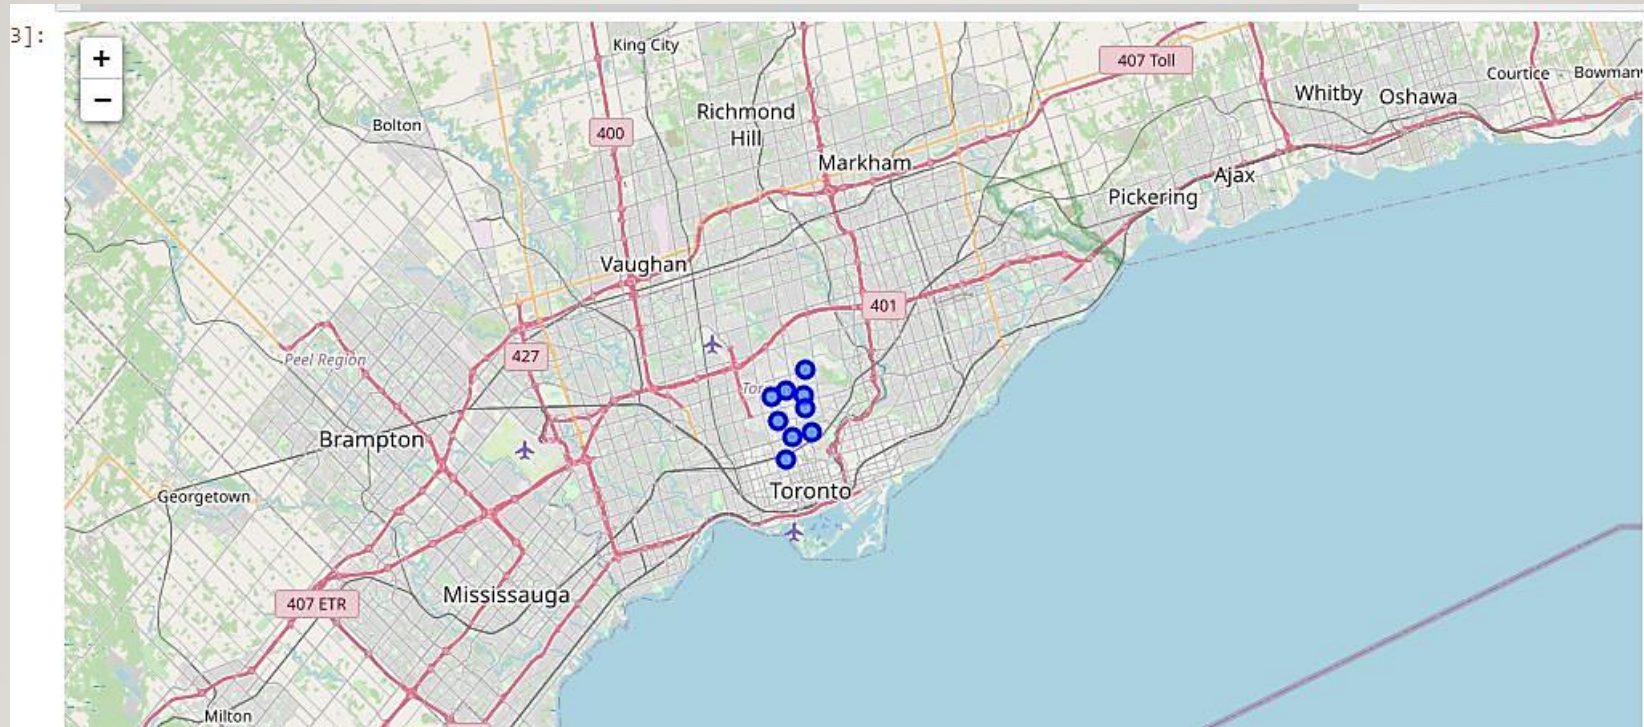 3]:
+
−
King City
407 Toll
Courtice
Whitby
Oshawa
Richmond
Hill
Bolton
400
Markham
Ajax
Pickering
Vaughan
401
427
Peel Region
Brampton
Georgetown
Toronto
Mississauga
407 ETR
Milton